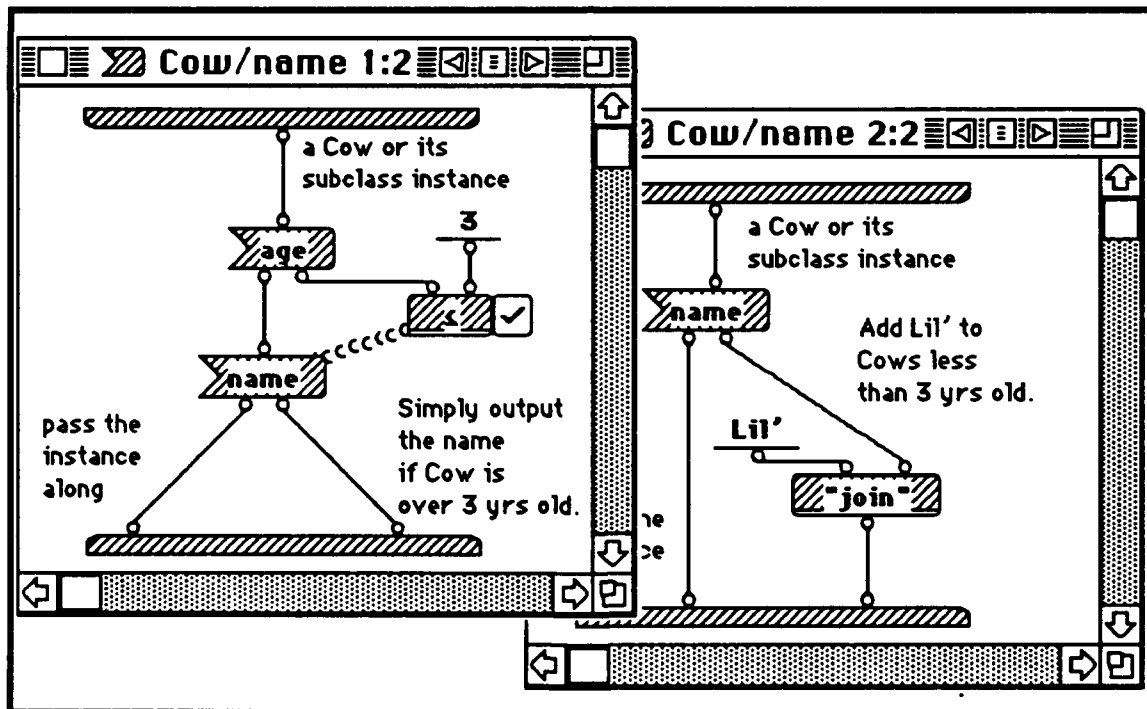 Cow/name 1:2
a Cow or its
subclass instance
3
age
<
name
pass the
instance
along
Simply output
the name
if Cow is
over 3 yrs old.
Cow/name 2:2
a Cow or its
subclass instance
name
Add Lil' to
Cows less
than 3 yrs old.
Lil'
"join"